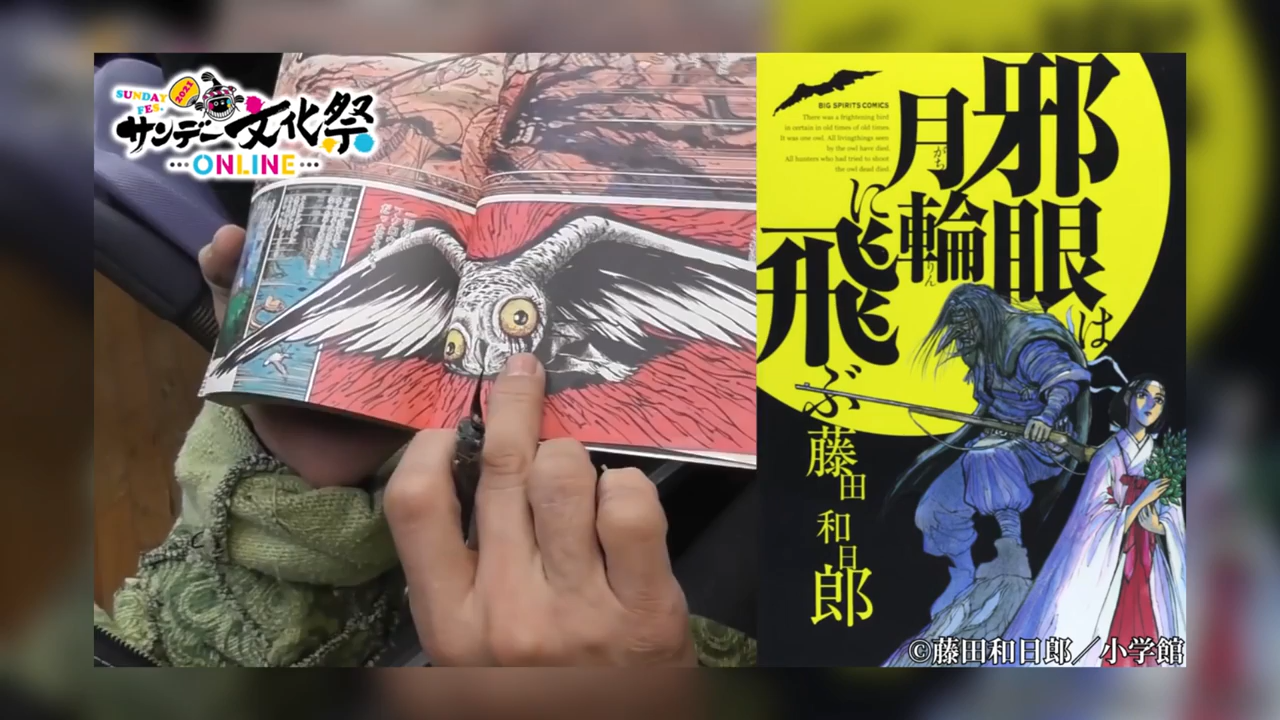 SUNDAY
FES.
2021
サンデー文化祭
ONLINE
BIG SPIRITS COMICS
There was a frightening bird
in certain in old times of old times.
It was one owl. All livingthings seen
by the owl have died.
All hunters who had tried to shoot
the owl dead died.
邪眼は
月輪に
がち
りん
飛ぶ
藤田和日郎
©藤田和日郎／小学館